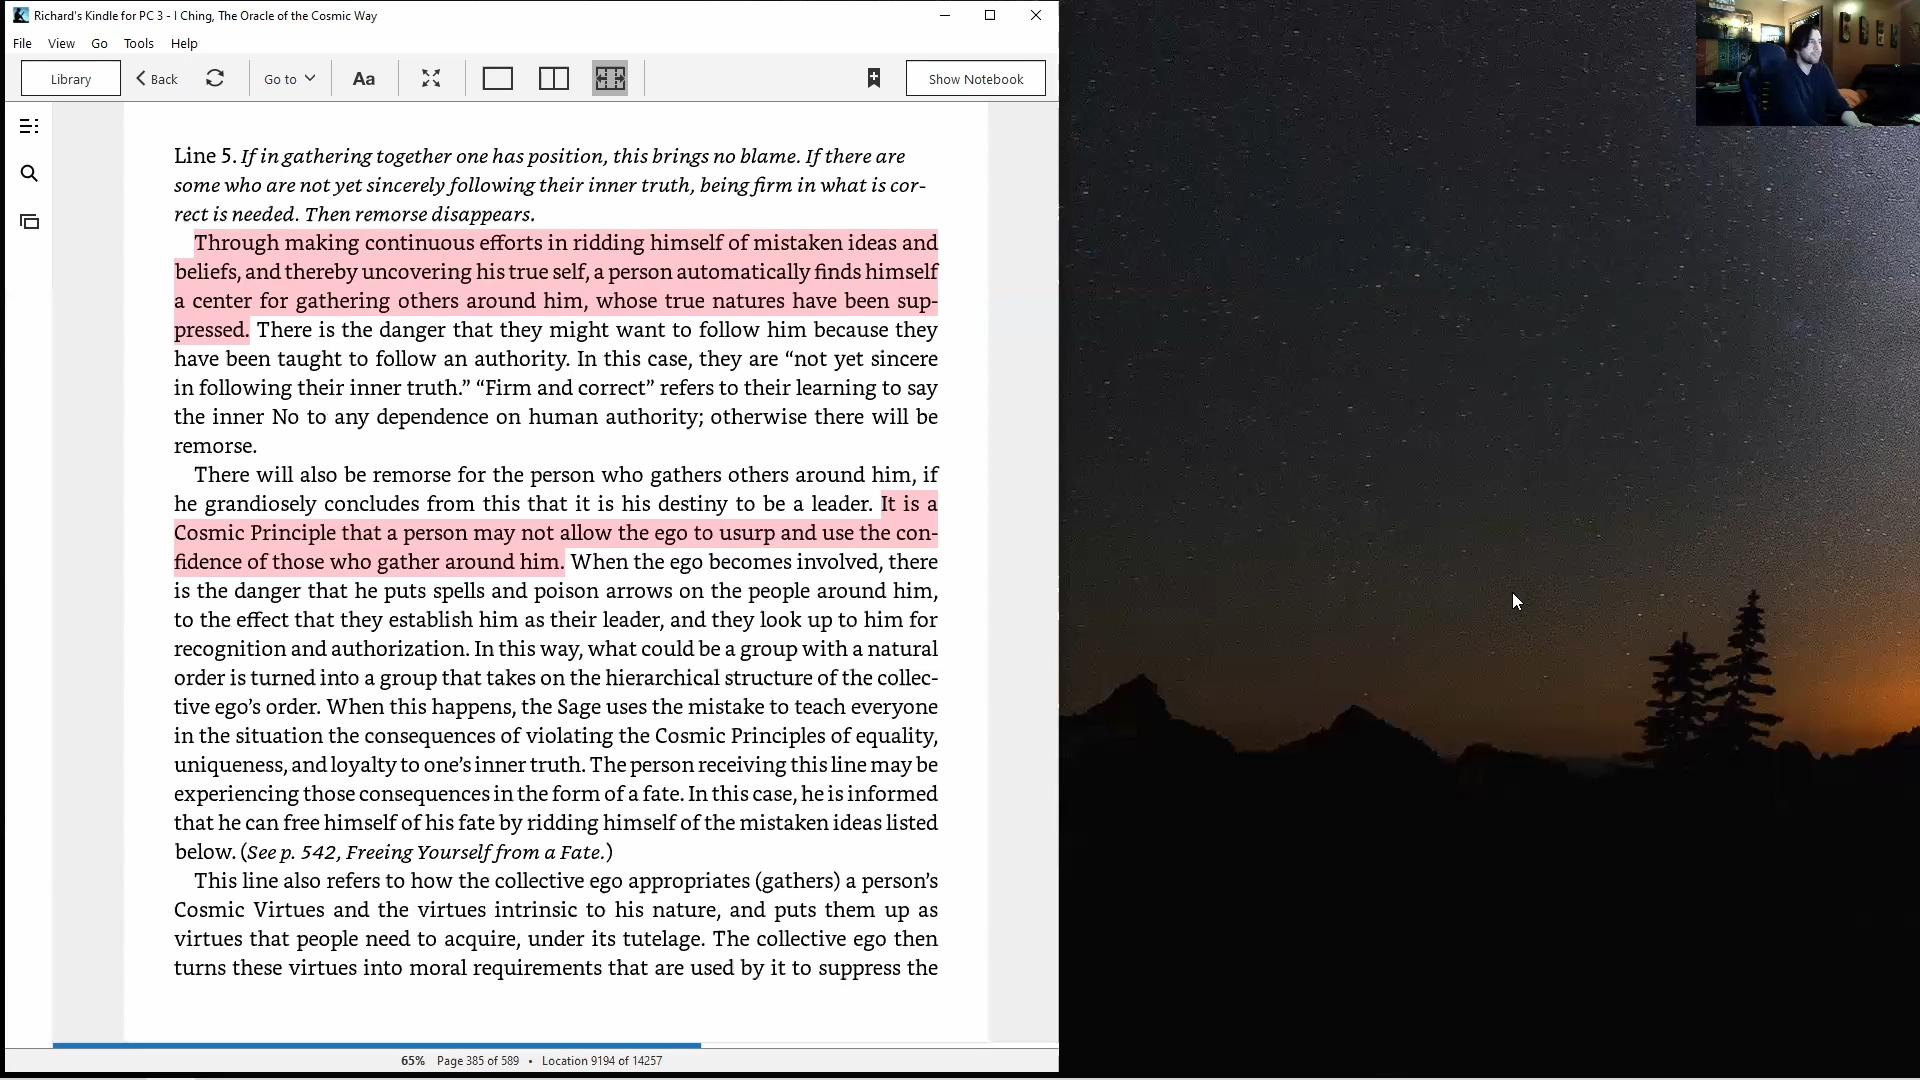 Richard's Kindle for PC 3 - I Ching, The Oracle of the Cosmic Way
File View Go Tools Help
Library Back Go to Aa Show Notebook
Line 5. If in gathering together one has position, this brings no blame. If there are
some who are not yet sincerely following their inner truth, being firm in what is cor-
rect is needed. Then remorse disappears.
Through making continuous efforts in ridding himself of mistaken ideas and
beliefs, and thereby uncovering his true self, a person automatically finds himself
a center for gathering others around him, whose true natures have been sup-
pressed. There is the danger that they might want to follow him because they
have been taught to follow an authority. In this case, they are “not yet sincere
in following their inner truth.” “Firm and correct” refers to their learning to say
the inner No to any dependence on human authority; otherwise there will be
remorse.
There will also be remorse for the person who gathers others around him, if
he grandiosely concludes from this that it is his destiny to be a leader. It is a
Cosmic Principle that a person may not allow the ego to usurp and use the con-
fidence of those who gather around him. When the ego becomes involved, there
is the danger that he puts spells and poison arrows on the people around him,
to the effect that they establish him as their leader, and they look up to him for
recognition and authorization. In this way, what could be a group with a natural
order is turned into a group that takes on the hierarchical structure of the collec-
tive ego’s order. When this happens, the Sage uses the mistake to teach everyone
in the situation the consequences of violating the Cosmic Principles of equality,
uniqueness, and loyalty to one’s inner truth. The person receiving this line may be
experiencing those consequences in the form of a fate. In this case, he is informed
that he can free himself of his fate by ridding himself of the mistaken ideas listed
below. (See p. 542, Freeing Yourself from a Fate.)
This line also refers to how the collective ego appropriates (gathers) a person’s
Cosmic Virtues and the virtues intrinsic to his nature, and puts them up as
virtues that people need to acquire, under its tutelage. The collective ego then
turns these virtues into moral requirements that are used by it to suppress the
65% Page 385 of 589 • Location 9194 of 14257